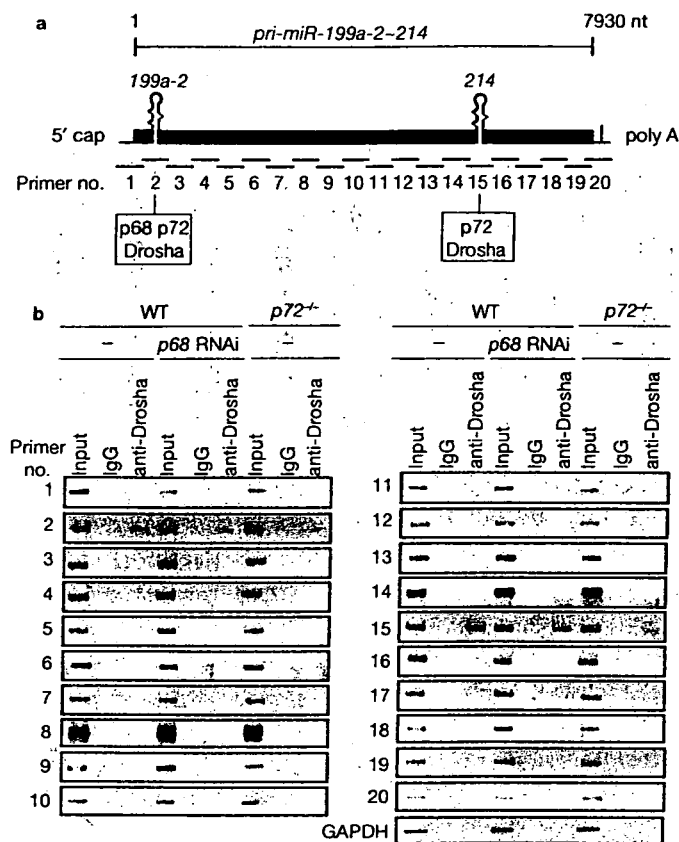 a
1 7930 nt
pri-miR-199a-2~214
199a-2 214
5′ cap poly A
Primer no. 1 2 3 4 5 6 7 8 9 10 11 12 13 14 15 16 17 18 19 20
p68 p72
Drosha
p72
Drosha
b
WT p72-/-
– p68 RNAi –
Primer no.
Input IgG anti-Drosha Input IgG anti-Drosha Input IgG anti-Drosha
1
2
3
4
5
6
7
8
9
10
WT p72-/-
– p68 RNAi –
Input IgG anti-Drosha Input IgG anti-Drosha Input IgG anti-Drosha
11
12
13
14
15
16
17
18
19
20
GAPDH